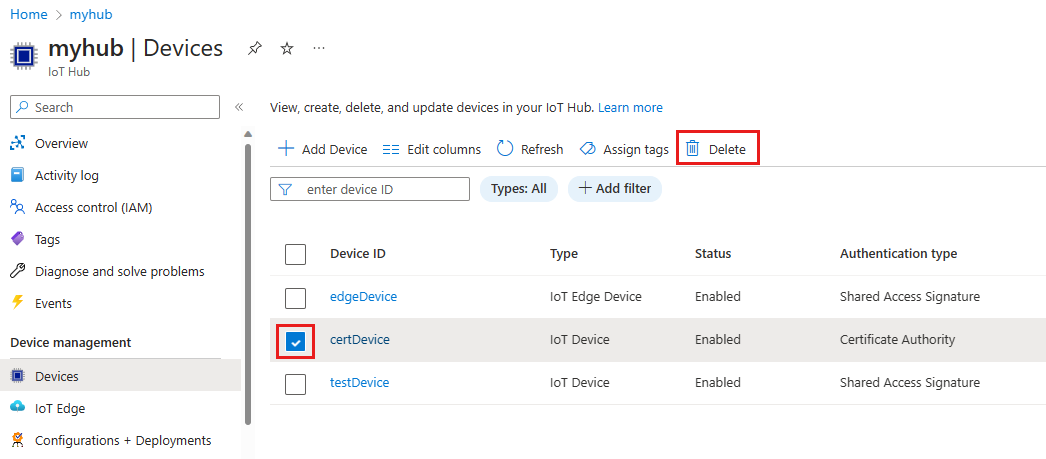 Home > myhub
myhub | Devices
IoT Hub
Search
Overview
Activity log
Access control (IAM)
Tags
Diagnose and solve problems
Events
Device management
Devices
IoT Edge
Configurations + Deployments
View, create, delete, and update devices in your IoT Hub. Learn more
Add Device Edit columns Refresh Assign tags Delete
enter device ID Types: All Add filter
Device ID Type Status Authentication type
edgeDevice IoT Edge Device Enabled Shared Access Signature
certDevice IoT Device Enabled Certificate Authority
testDevice IoT Device Enabled Shared Access Signature